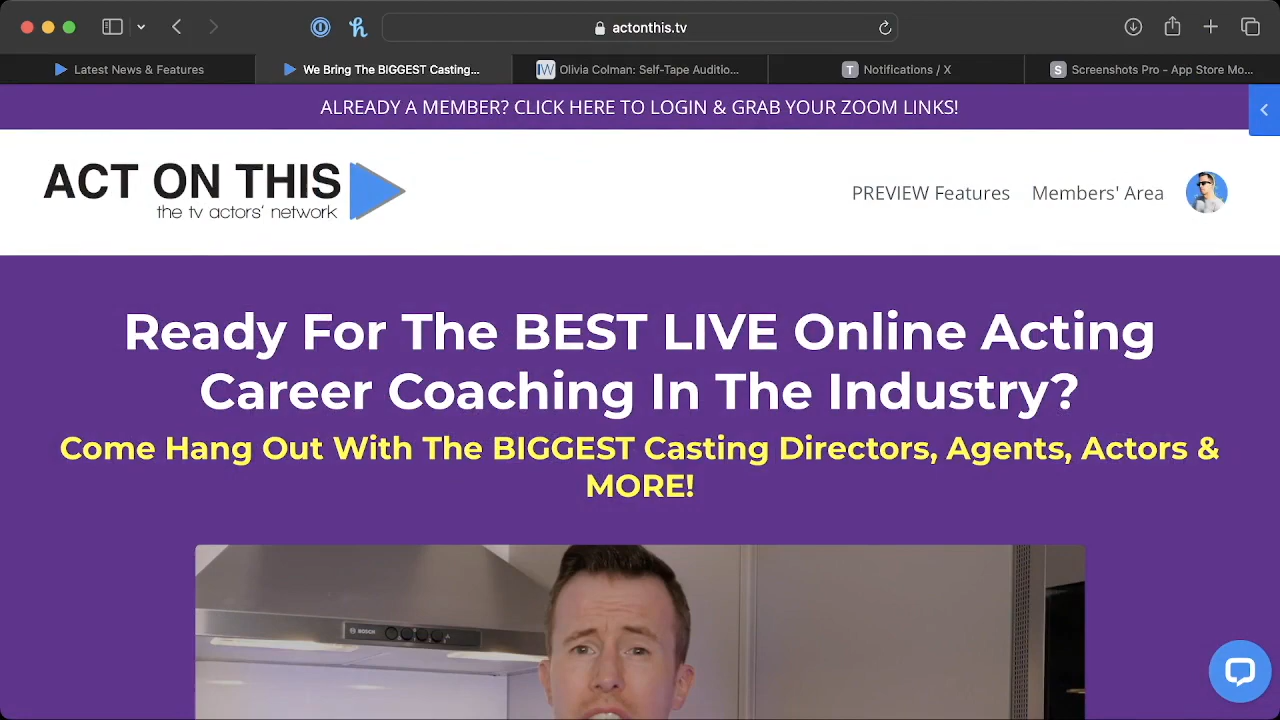 actonthis.tv
Latest News & Features
We Bring The BIGGEST Casting...
IW Olivia Colman: Self-Tape Auditio...
T Notifications / X
S Screenshots Pro - App Store Mo...
ALREADY A MEMBER? CLICK HERE TO LOGIN & GRAB YOUR ZOOM LINKS!
ACT ON THIS
the tv actors' network
PREVIEW Features
Members' Area
Ready For The BEST LIVE Online Acting
Career Coaching In The Industry?
Come Hang Out With The BIGGEST Casting Directors, Agents, Actors &
MORE!
BOSCH